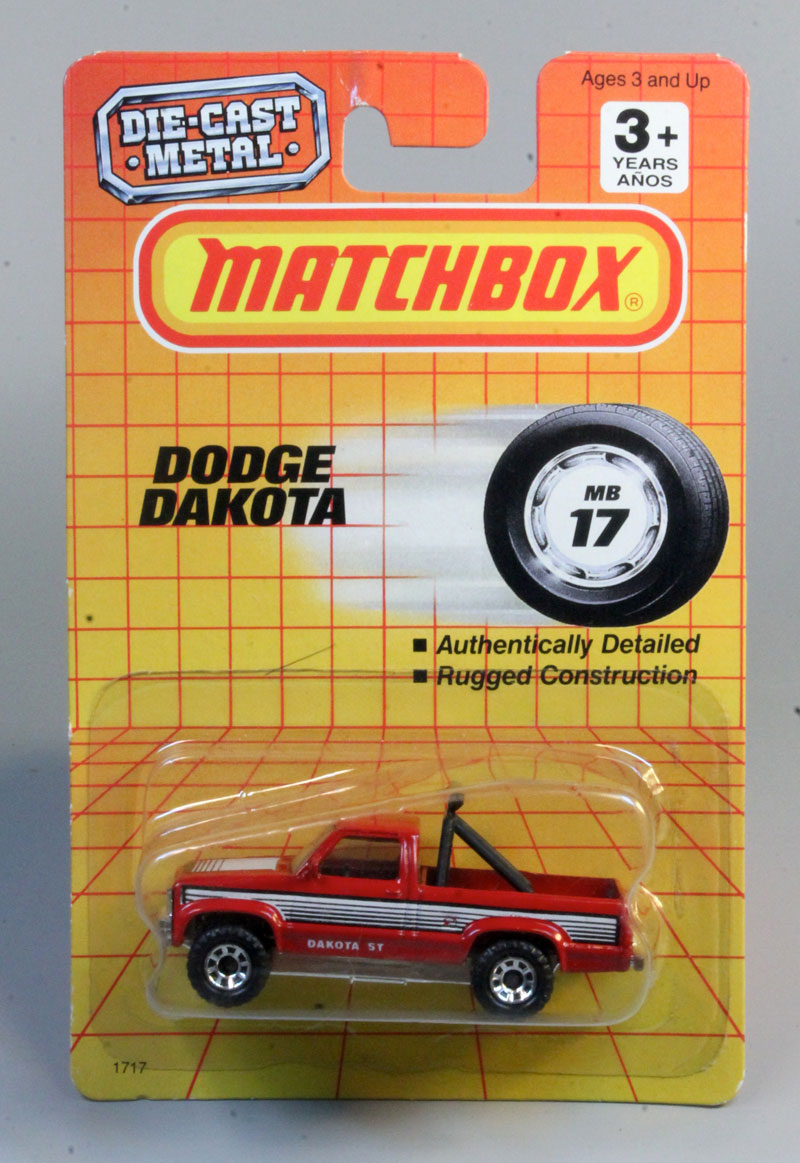 Ages 3 and Up
DIE-CAST
• METAL •
3+
YEARS
AÑOS
MATCHBOX®
DODGE
DAKOTA
MB
17
■ Authentically Detailed
■ Rugged Construction
DAKOTA ST
1717